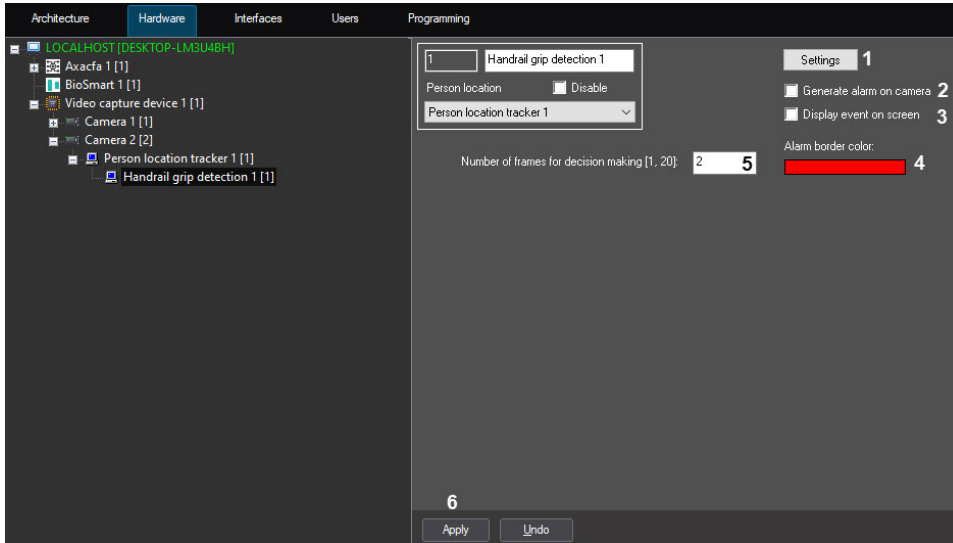 Architecture Hardware Interfaces Users Programming
LOCALHOST [DESKTOP-LM3U4BH]
Axacfa 1 [1]
BioSmart 1 [1]
Video capture device 1 [1]
Camera 1 [1]
Camera 2 [2]
Person location tracker 1 [1]
Handrail grip detection 1 [1]
1 Handrail grip detection 1
Person location Disable
Person location tracker 1
Settings 1
Generate alarm on camera 2
Display event on screen 3
Alarm border color:
4
Number of frames for decision making [1, 20]: 2 5
6
Apply Undo